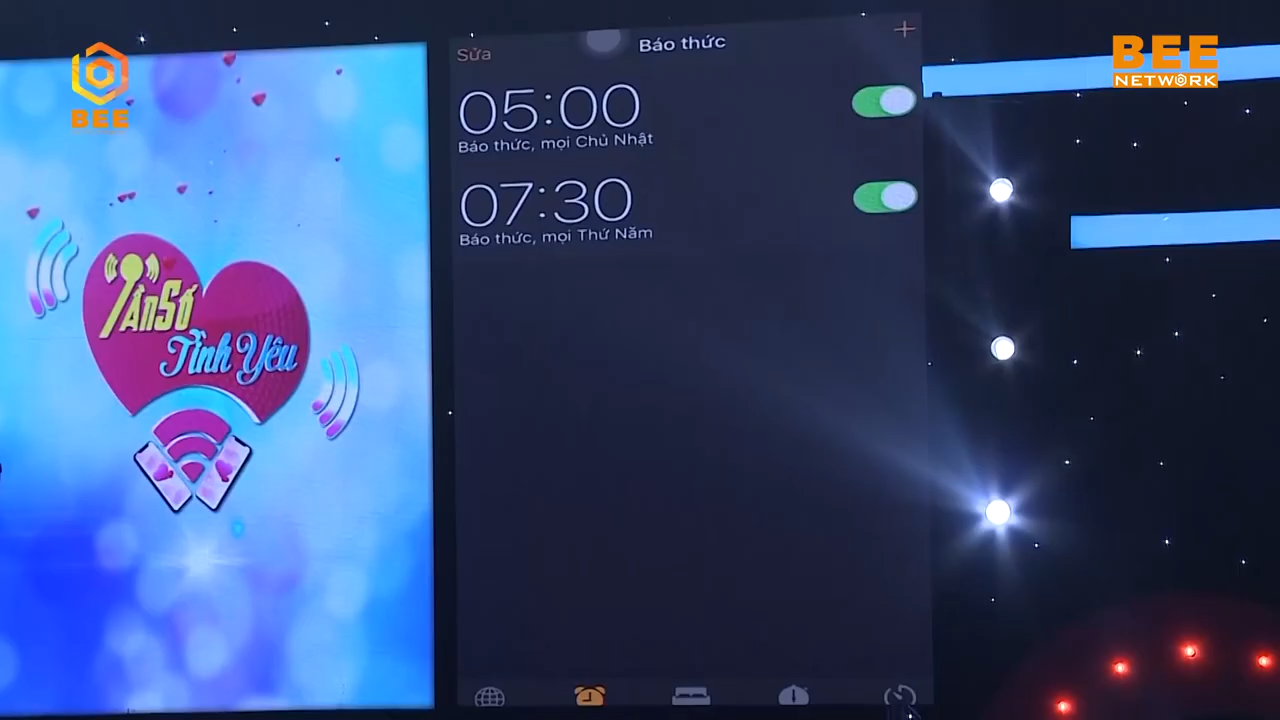 BEE
BEE
NETWORK
Sửa
Báo thức
05:00
Báo thức, mọi Chủ Nhật
07:30
Báo thức, mọi Thứ Năm
Tần Số
Tình Yêu